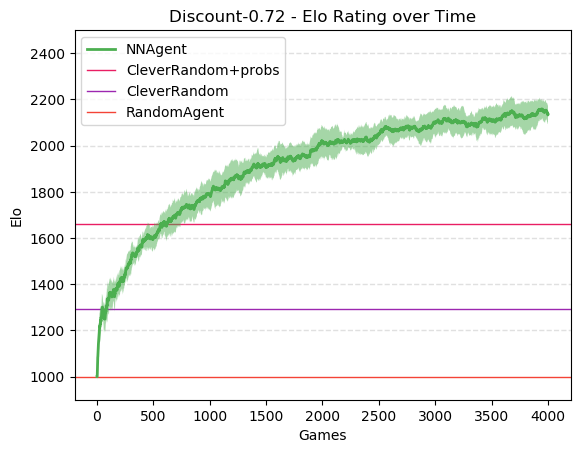 Discount-0.72 - Elo Rating over Time
NNAgent
CleverRandom+probs
CleverRandom
RandomAgent
2400
2200
2000
1800
1600
1400
1200
1000
Elo
0 500 1000 1500 2000 2500 3000 3500 4000
Games